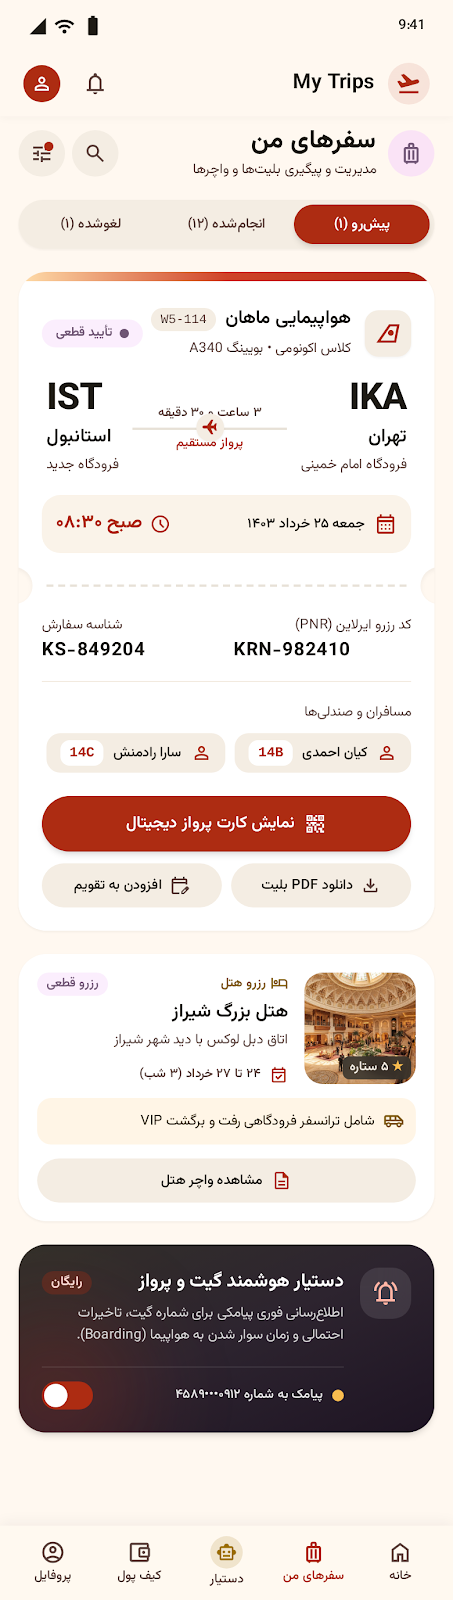 9:41
My Trips
سفرهای من
مدیریت و پیگیری بلیت‌ها و واچرها
پیش‌رو (۱)
انجام‌شده (۱۲)
لغوشده (۱)
هواپیمایی ماهان
W5-114
تأیید قطعی
کلاس اکونومی • بویینگ A340
IKA
IST
۳ ساعت و ۳۰ دقیقه
تهران
استانبول
پرواز مستقیم
فرودگاه امام خمینی
فرودگاه جدید
جمعه ۲۵ خرداد ۱۴۰۳
۰۸:۳۰ صبح
کد رزرو ایرلاین (PNR)
شناسه سفارش
KRN-982410
KS-849204
مسافران و صندلی‌ها
کیان احمدی
14B
سارا رادمنش
14C
نمایش کارت پرواز دیجیتال
دانلود PDF بلیت
افزودن به تقویم
رزرو هتل
رزرو قطعی
هتل بزرگ شیراز
اتاق دبل لوکس با دید شهر شیراز
۲۴ تا ۲۷ خرداد (۳ شب)
۵ ستاره
شامل ترانسفر فرودگاهی رفت و برگشت VIP
مشاهده واچر هتل
دستیار هوشمند گیت و پرواز
رایگان
اطلاع‌رسانی فوری پیامکی برای شماره گیت، تاخیرات
احتمالی و زمان سوار شدن به هواپیما (Boarding).
پیامک به شماره ۰۹۱۲•••۴۵۸۹
خانه
سفرهای من
دستیار
کیف پول
پروفایل